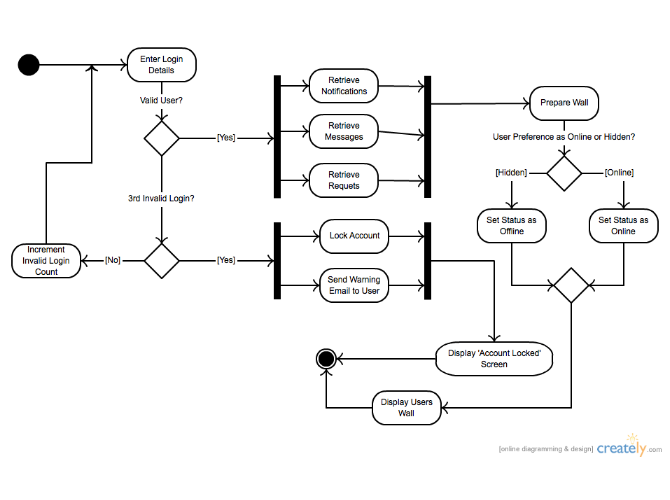 Enter Login
Details
Valid User?
[Yes]
Retrieve
Notifications
Retrieve
Messages
Retrieve
Requets
Prepare Wall
User Preference as Online or Hidden?
[Hidden]
[Online]
Set Status as
Offline
Set Status as
Online
3rd Invalid Login?
[Yes]
[No]
Increment
Invalid Login
Count
Lock Account
Send Warning
Email to User
Display 'Account Locked'
Screen
Display Users
Wall
[online diagramming & design] creately.com